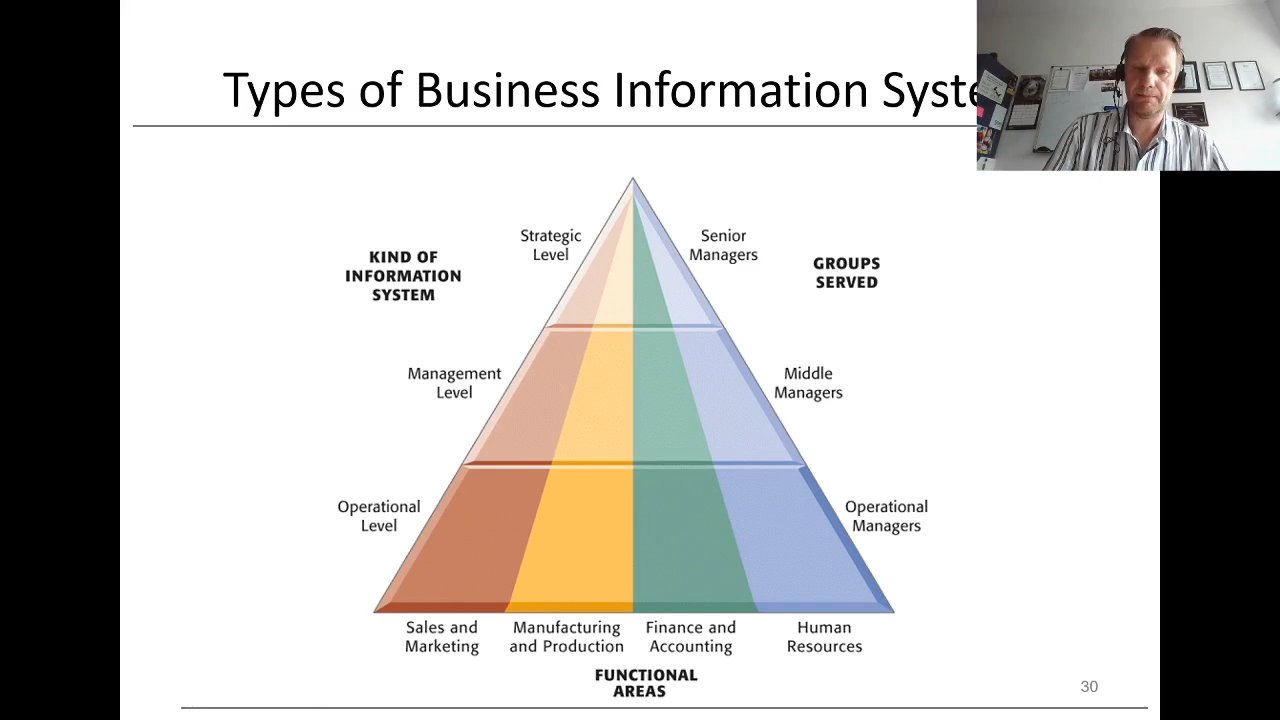 Types of Business Information Syste
Strategic
Level
Senior
Managers
KIND OF
INFORMATION
SYSTEM
GROUPS
SERVED
Management
Level
Middle
Managers
Operational
Level
Operational
Managers
Sales and
Marketing
Manufacturing
and Production
Finance and
Accounting
Human
Resources
FUNCTIONAL
AREAS
30